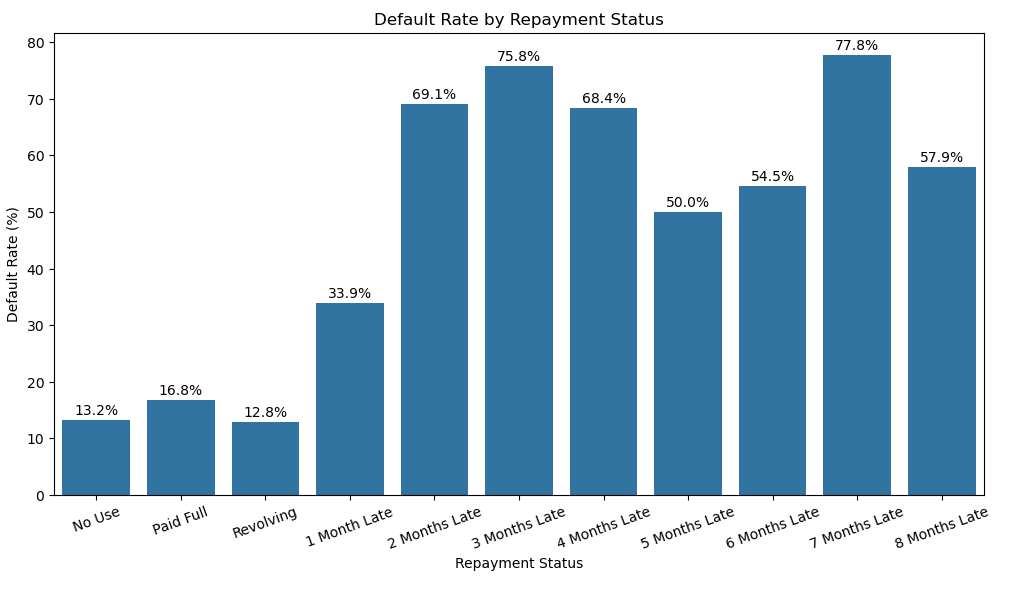 Default Rate by Repayment Status
Default Rate (%)
80
70
60
50
40
30
20
10
0
13.2%
16.8%
12.8%
33.9%
69.1%
75.8%
68.4%
50.0%
54.5%
77.8%
57.9%
No Use
Paid Full
Revolving
1 Month Late
2 Months Late
3 Months Late
4 Months Late
5 Months Late
6 Months Late
7 Months Late
8 Months Late
Repayment Status